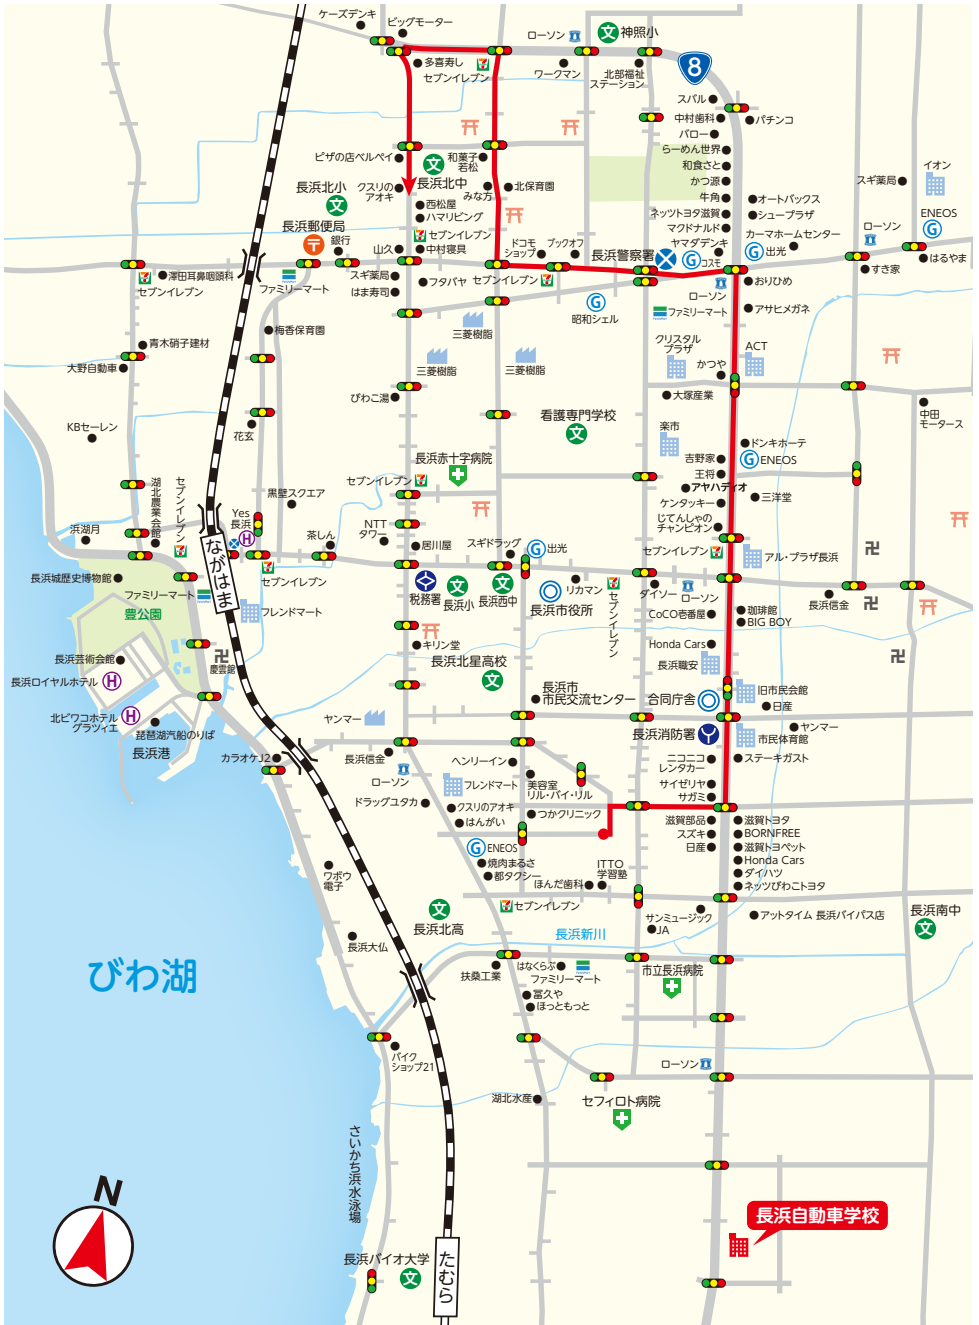 ケーズデンキ
ビッグモーター
ローソン
文 神照小
多喜寿し
セブンイレブン
ワークマン
北部福祉
ステーション
8
スバル
中村歯科
パチンコ
バロー
らーめん世界
和食さと
かつ源
牛角
オートバックス
ネッツトヨタ滋賀
シュープラザ
マクドナルド
カーマホームセンター
ヤマダデンキ
スギ薬局
イオン
ENEOS
ローソン
はるやま
すき家
ピザの店ベルベイ
文
長浜北中
和菓子
若松
クスリの
アオキ
みな方
北保育園
長浜北小
文
西松屋
ハマリビング
長浜郵便局
銀行
セブンイレブン
山久
中村寝具
ドコモ
ショップ
ブックオフ
長浜警察署
コスモ
出光
澤田耳鼻咽頭科
セブンイレブン
ファミリーマート
スギ薬局
はま寿司
フタバヤ
セブンイレブン
ローソン
おりひめ
昭和シェル
ファミリーマート
アサヒメガネ
梅香保育園
三菱樹脂
三菱樹脂
三菱樹脂
青木硝子建材
大野自動車
クリスタル
プラザ
ACT
かつや
びわこ湯
大塚産業
中田
モータース
KBセーレン
花玄
看護専門学校
文
楽市
ドンキホーテ
ENEOS
吉野家
王将
アヤハディオ
ケンタッキー
三洋堂
じてんしゃの
チャンピオン
長浜赤十字病院
セブンイレブン
湖北農業会館
セブンイレブン
黒壁スクエア
Yes
長浜
H
浜湖月
茶しん
NTT
タワー
居川屋
スギドラッグ
出光
セブンイレブン
アル・プラザ長浜
長浜城歴史博物館
ファミリーマート
ながはま
セブンイレブン
フレンドマート
税務署
文
長浜小
文
長浜西中
長浜市役所
リカマン
セブンイレブン
ダイソー
ローソン
長浜信金
豊公園
CoCo壱番屋
珈琲館
BIG BOY
キリン堂
長浜北星高校
文
Honda Cars
長浜職安
慶雲館
長浜芸術会館
長浜ロイヤルホテル H
北ビワコホテル
グラツィエ H
琵琶湖汽船のりば
長浜港
長浜市
市民交流センター
合同庁舎
旧市民会館
日産
ヤンマー
長浜消防署
市民体育館
ヤンマー
カラオケJ2
長浜信金
ローソン
ヘンリーイン
フレンドマート
美容室
リル・バイ・リル
ニコニコ
レンタカー
ステーキガスト
サイゼリヤ
サガミ
ドラッグユタカ
クスリのアオキ
はんがい
つかクリニック
滋賀部品
スズキ
日産
滋賀トヨタ
BORNFREE
滋賀トヨペット
Honda Cars
ダイハツ
ネッツびわこトヨタ
ENEOS
焼肉まるさ
都タクシー
ITTO
学習塾
ほんだ歯科
ワボウ
電子
セブンイレブン
サンミュージック
JA
アットタイム 長浜バイパス店
長浜南中
文
文
長浜北高
長浜新川
長浜大仏
扶桑工業
はなくらぶ
ファミリーマート
市立長浜病院
冨久や
ほっともっと
びわ湖
バイク
ショップ21
ローソン
湖北水産
セフィロト病院
さいかち浜水泳場
N
長浜自動車学校
長浜バイオ大学
文
たむら